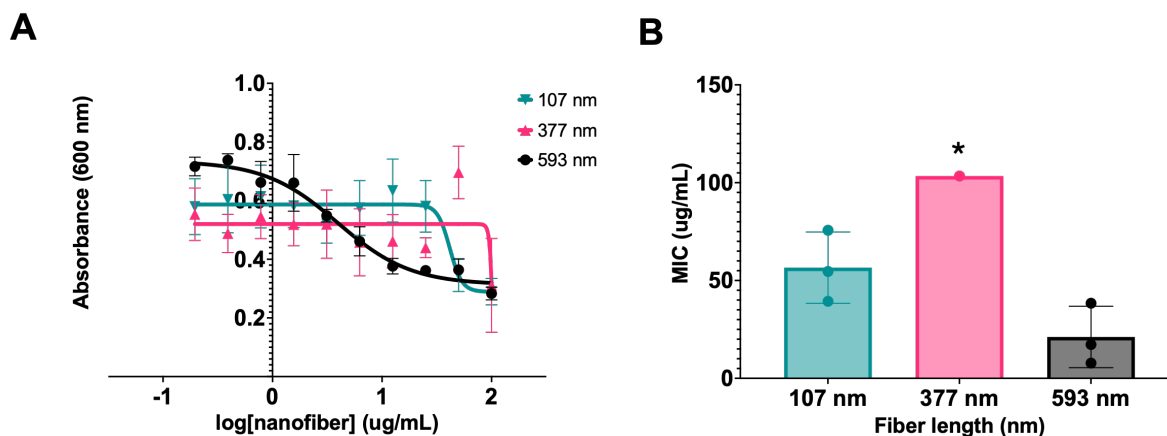 A
Absorbance (600 nm)
1.0
0.8
0.6
0.4
0.2
-1
0
1
2
log[nanofiber] (ug/mL)
107 nm
377 nm
593 nm
B
MIC (ug/mL)
150
100
50
0
*
107 nm
377 nm
593 nm
Fiber length (nm)